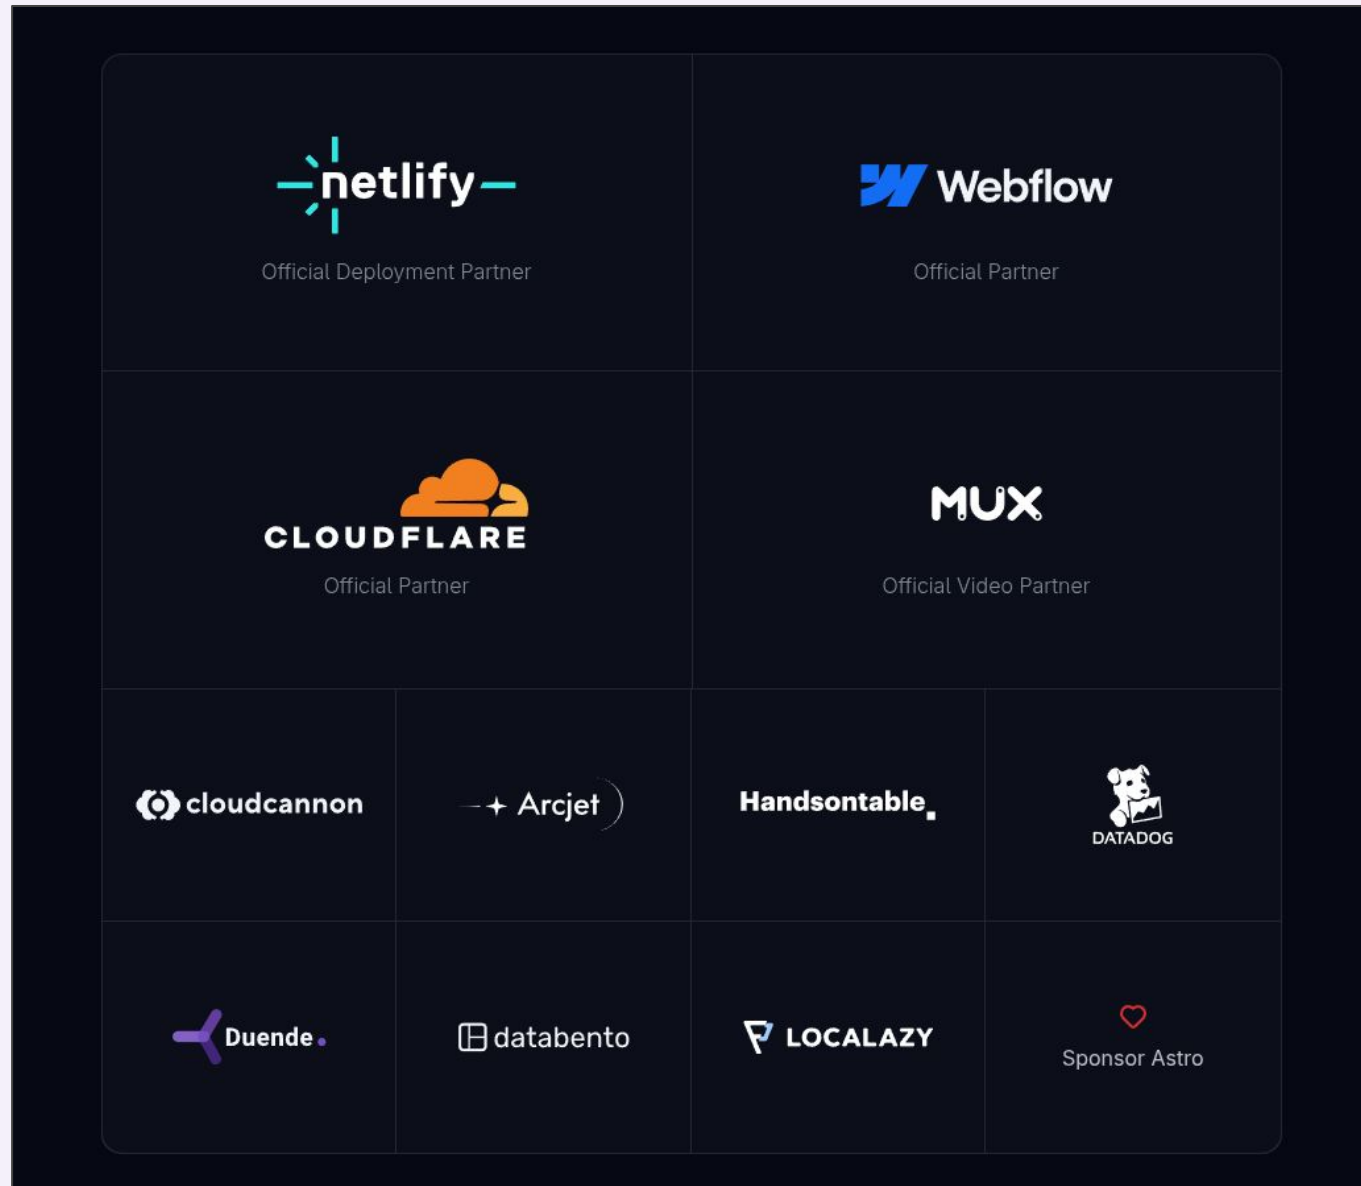 netlify
Official Deployment Partner
Webflow
Official Partner
CLOUDFLARE
Official Partner
MUX
Official Video Partner
cloudcannon
Arcjet
Handsontable
DATADOG
Duende
databento
LOCALAZY
Sponsor Astro